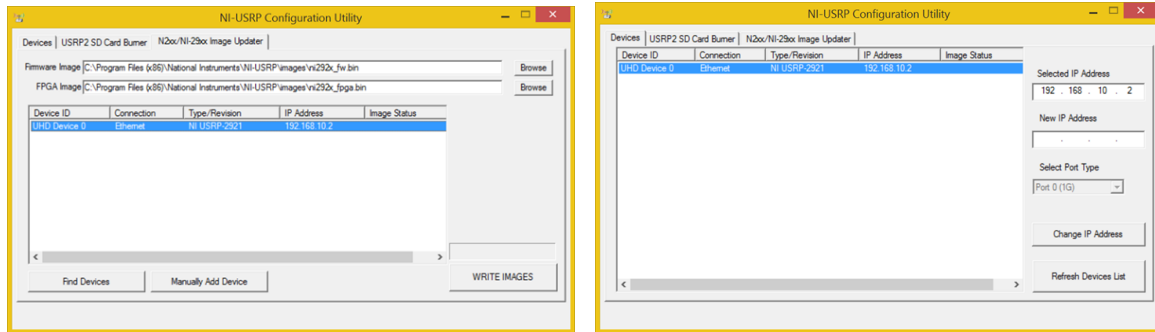 NI-USRP Configuration Utility
Devices USRP2 SD Card Burner N2xx/NI-29xx Image Updater
Firmware Image C:\Program Files (x86)\National Instruments\NI-USRP\images\ni292x_fw.bin Browse
FPGA Image C:\Program Files (x86)\National Instruments\NI-USRP\images\ni292x_fpga.bin Browse
Device ID Connection Type/Revision IP Address Image Status
UHD Device 0 Ethernet NI USRP-2921 192.168.10.2
Find Devices Manually Add Device WRITE IMAGES
NI-USRP Configuration Utility
Devices USRP2 SD Card Burner N2xx/NI-29xx Image Updater
Device ID Connection Type/Revision IP Address Image Status
UHD Device 0 Ethernet NI USRP-2921 192.168.10.2
Selected IP Address
192 . 168 . 10 . 2
New IP Address
. . .
Select Port Type
Port 0 (1G)
Change IP Address
Refresh Devices List